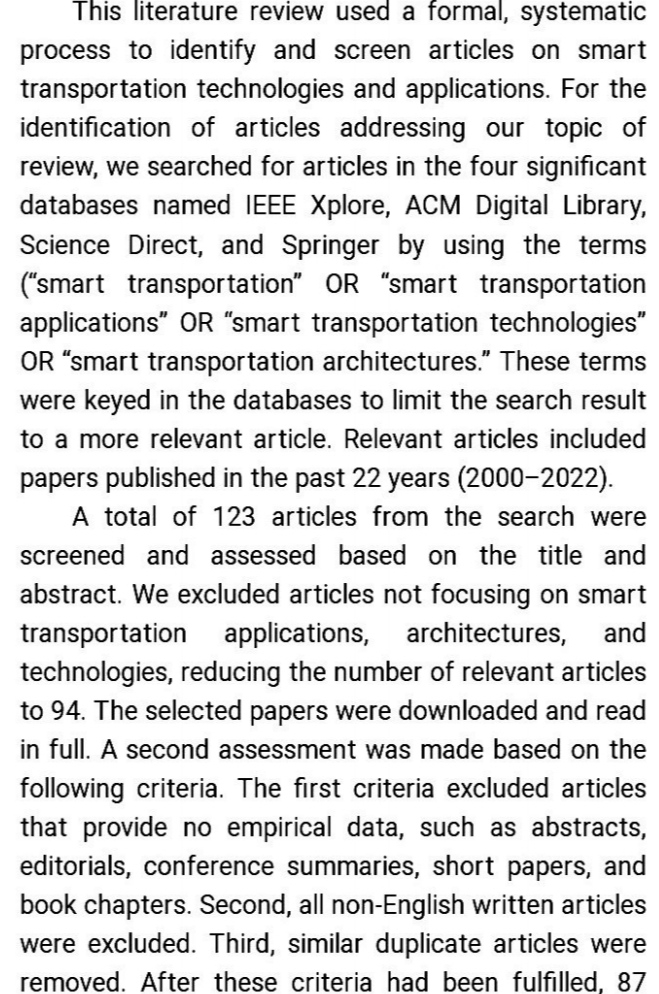 This literature review used a formal, systematic
process to identify and screen articles on smart
transportation technologies and applications. For the
identification of articles addressing our topic of
review, we searched for articles in the four significant
databases named IEEE Xplore, ACM Digital Library,
Science Direct, and Springer by using the terms
(“smart transportation” OR “smart transportation
applications” OR “smart transportation technologies”
OR “smart transportation architectures.” These terms
were keyed in the databases to limit the search result
to a more relevant article. Relevant articles included
papers published in the past 22 years (2000–2022).
A total of 123 articles from the search were
screened and assessed based on the title and
abstract. We excluded articles not focusing on smart
transportation applications, architectures, and
technologies, reducing the number of relevant articles
to 94. The selected papers were downloaded and read
in full. A second assessment was made based on the
following criteria. The first criteria excluded articles
that provide no empirical data, such as abstracts,
editorials, conference summaries, short papers, and
book chapters. Second, all non-English written articles
were excluded. Third, similar duplicate articles were
removed. After these criteria had been fulfilled, 87